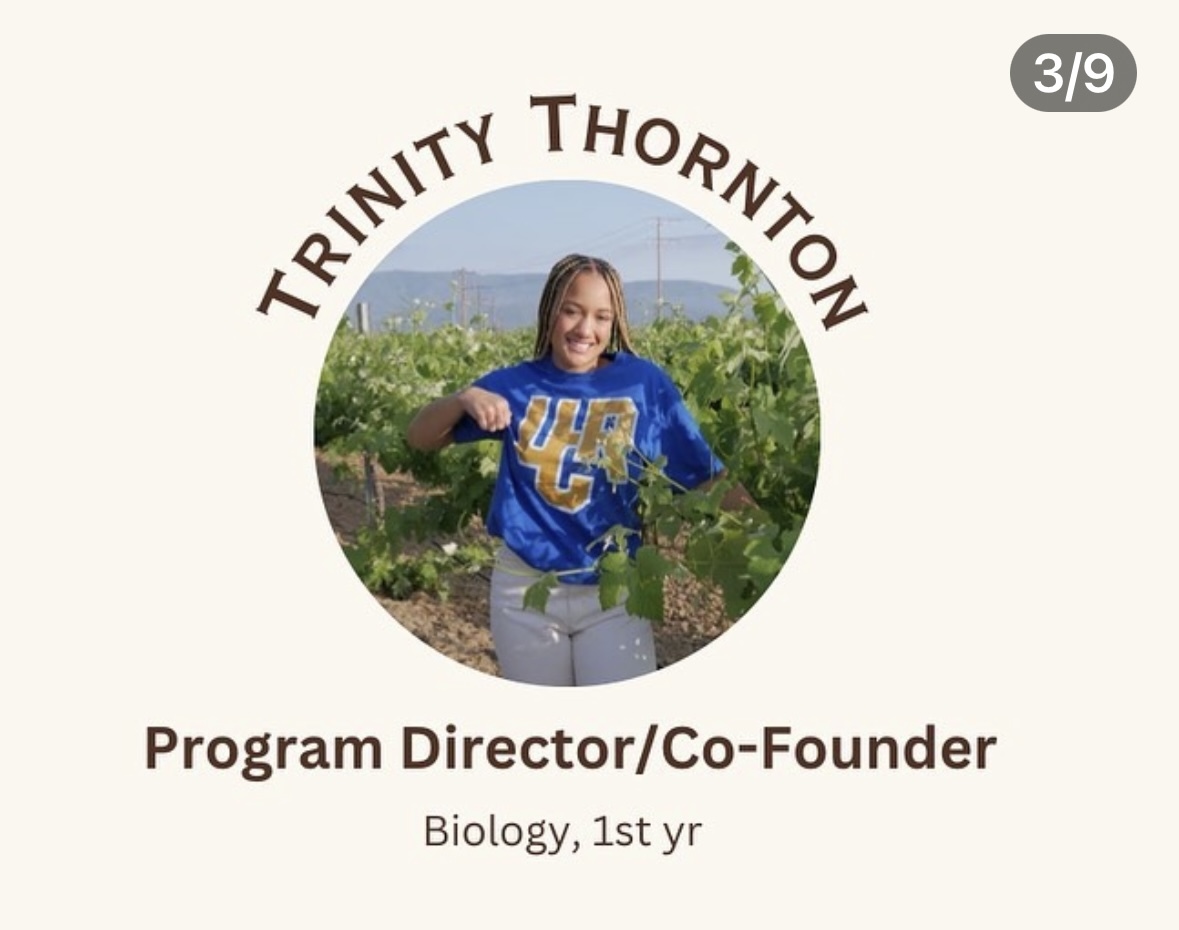 3/9
TRINITY THORNTON
UCR
Program Director/Co-Founder
Biology, 1st yr